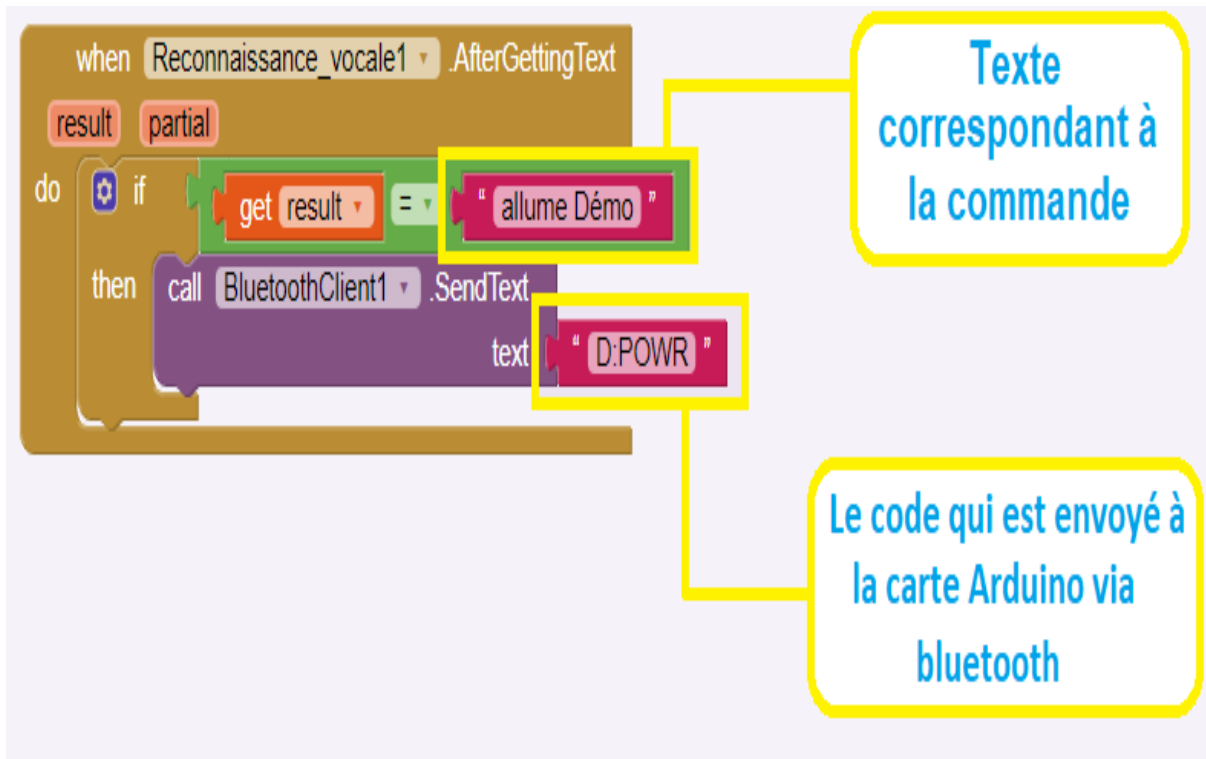 when Reconnaissance_vocale1 .AfterGettingText
result partial
do if get result = " allume Démo "
then call BluetoothClient1 .SendText
text " D:POWR "
Texte
correspondant à
la commande
Le code qui est envoyé à
la carte Arduino via
bluetooth